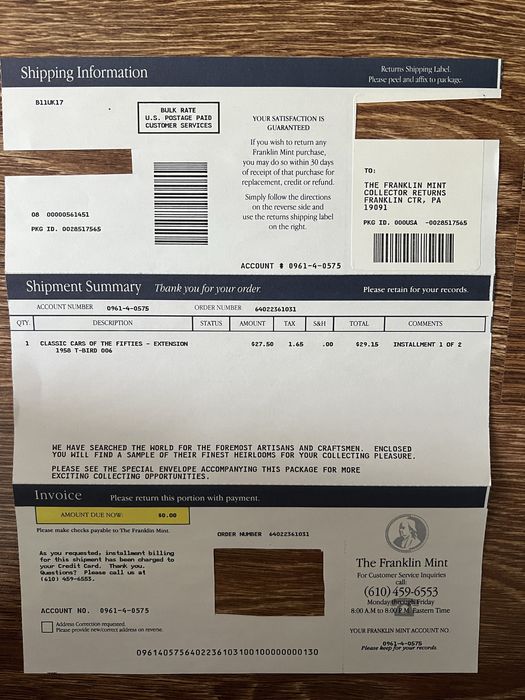 Shipping Information
Returns Shipping Label.
Please peel and affix to package.
B11UK17
BULK RATE
U.S. POSTAGE PAID
CUSTOMER SERVICES
YOUR SATISFACTION IS
GUARANTEED
If you wish to return any
Franklin Mint purchase,
you may do so within 30 days
of receipt of that purchase for
replacement, credit or refund.
Simply follow the directions
on the reverse side and
use the returns shipping label
on the right.
TO:
THE FRANKLIN MINT
COLLECTOR RETURNS
FRANKLIN CTR, PA
19091
PKG ID. 000USA -0028517565
08 00000561451
PKG ID. 0028517565
ACCOUNT # 0961-4-0575
Shipment Summary Thank you for your order.
Please retain for your records.
ACCOUNT NUMBER 0961-4-0575 ORDER NUMBER 64022361031
QTY. DESCRIPTION STATUS AMOUNT TAX S&H TOTAL COMMENTS
1 CLASSIC CARS OF THE FIFTIES - EXTENSION $27.50 1.65 .00 $29.15 INSTALLMENT 1 OF 2
1958 T-BIRD 006
WE HAVE SEARCHED THE WORLD FOR THE FOREMOST ARTISANS AND CRAFTSMEN. ENCLOSED
YOU WILL FIND A SAMPLE OF THEIR FINEST HEIRLOOMS FOR YOUR COLLECTING PLEASURE.
PLEASE SEE THE SPECIAL ENVELOPE ACCOMPANYING THIS PACKAGE FOR MORE
EXCITING COLLECTING OPPORTUNITIES.
Invoice Please return this portion with payment.
AMOUNT DUE NOW: $0.00
Please make checks payable to The Franklin Mint.
ORDER NUMBER 64022361031
As you requested, installment billing
for this shipment has been charged to
your Credit Card. Thank you.
Questions? Please call us at
(610) 459-6553.
ACCOUNT NO. 0961-4-0575
Address Correction requested.
Please provide new/correct address on reverse.
The Franklin Mint
For Customer Service Inquiries
call
(610) 459-6553
Monday through Friday
8:00 A.M to 8:00 P.M Eastern Time
YOUR FRANKLIN MINT ACCOUNT NO.
0961-4-0575
Please keep for your records
09614057564022361031001000000001​30